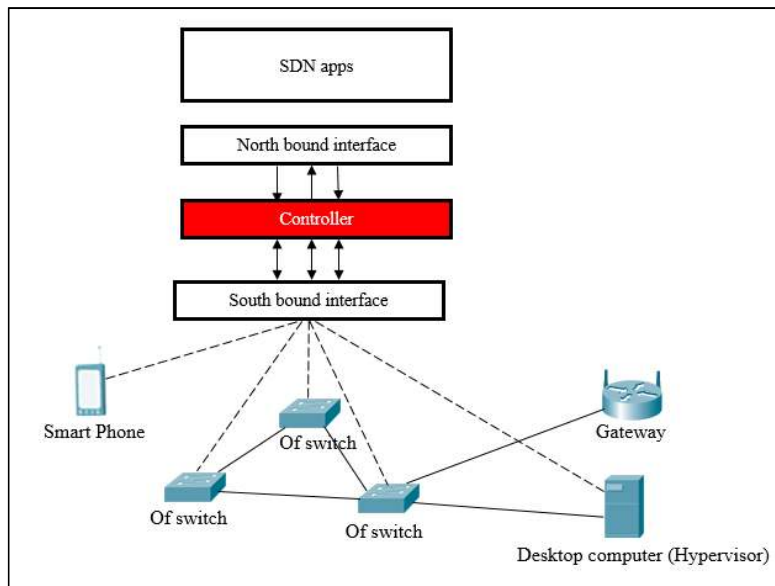 SDN apps
North bound interface
Controller
South bound interface
Smart Phone
Of switch
Gateway
Of switch
Of switch
Desktop computer (Hypervisor)